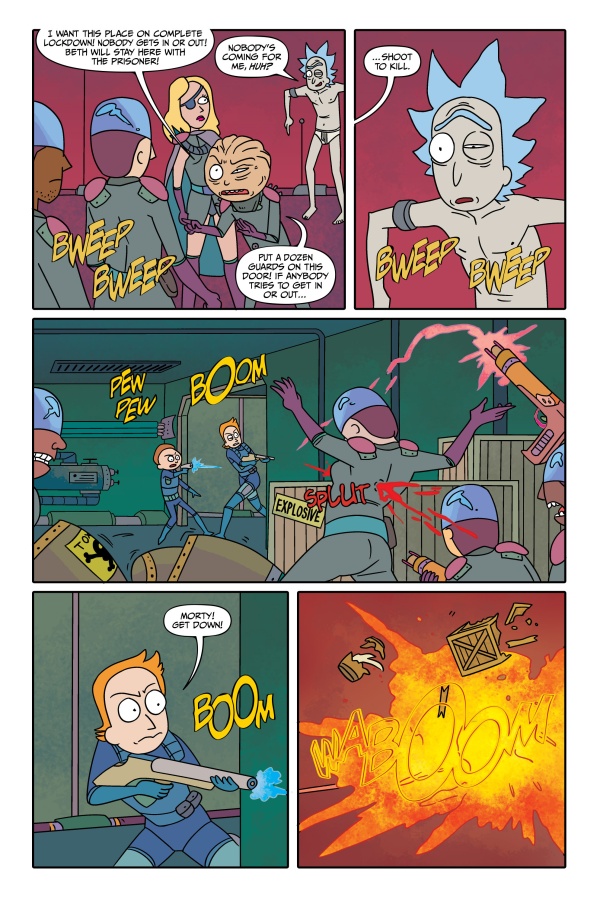 I WANT THIS PLACE ON COMPLETE
LOCKDOWN! NOBODY GETS IN OR OUT!
BETH WILL STAY HERE WITH
THE PRISONER!
NOBODY'S
COMING FOR
ME, HUH?
BWEEP
BWEEP
PUT A DOZEN
GUARDS ON THIS
DOOR! IF ANYBODY
TRIES TO GET IN
OR OUT...
...SHOOT
TO KILL.
BWEEP
BWEEP
PEW
PEW
BOOM
SPLUT
EXPLOSIVE
TO
MORTY!
GET DOWN!
BOOM
WABOOM!